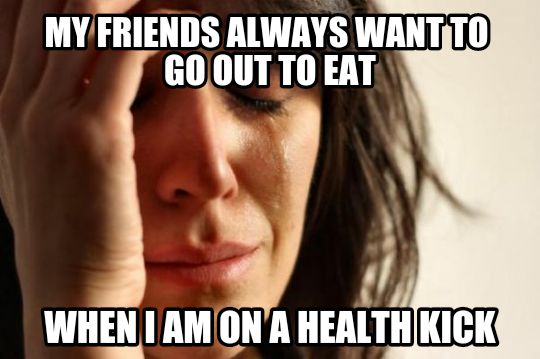 MY FRIENDS ALWAYS WANT TO
GO OUT TO EAT
WHEN I AM ON A HEALTH KICK